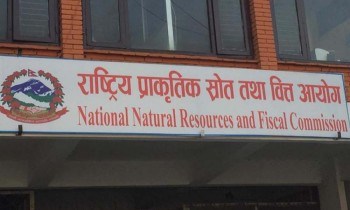 राष्ट्रिय प्राकृतिक स्रोत तथा वित्त आयोग
National Natural Resources and Fiscal Commission